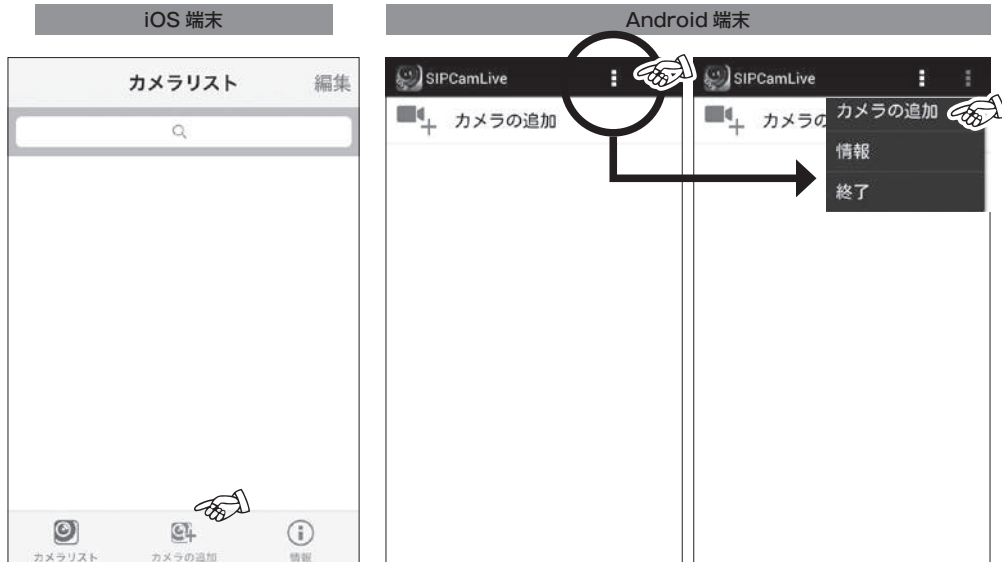 iOS 端末
カメラリスト
編集
カメラリスト
カメラの追加
情報
Android 端末
SIPCamLive
カメラの追加
SIPCamLive
カメラの
カメラの追加
情報
終了